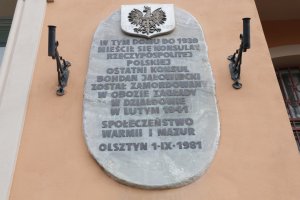 W TYM DOMU DO 1939
MIEŚCIŁ SIĘ KONSULAT
RZECZYPOSPOLITEJ
POLSKIEJ
OSTATNI KONSUL
BOHDAN JAŁOWIECKI
ZOSTAŁ ZAMORDOWANY
W OBOZIE ZAGŁADY
W DZIAŁDOWIE
W LUTYM 1941
SPOŁECZEŃSTWO
WARMII I MAZUR
OLSZTYN 1-IX-1981